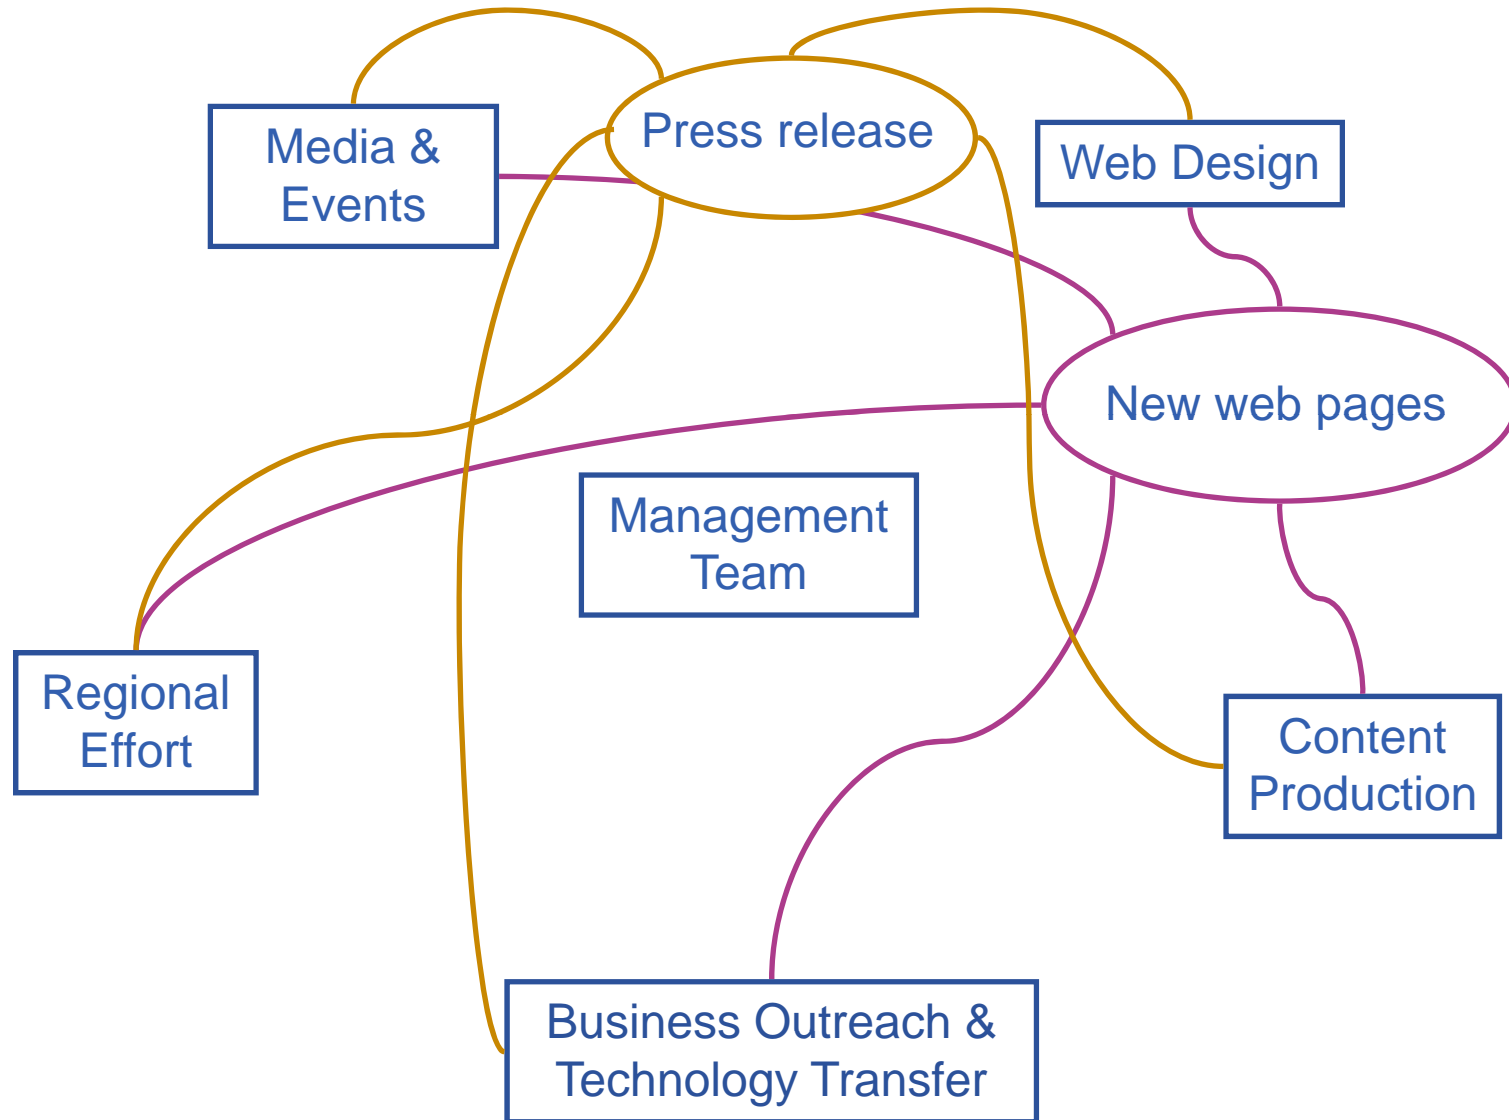 Press release
Media &
Events
Web Design
New web pages
Management
Team
Regional
Effort
Content
Production
Business Outreach &
Technology Transfer